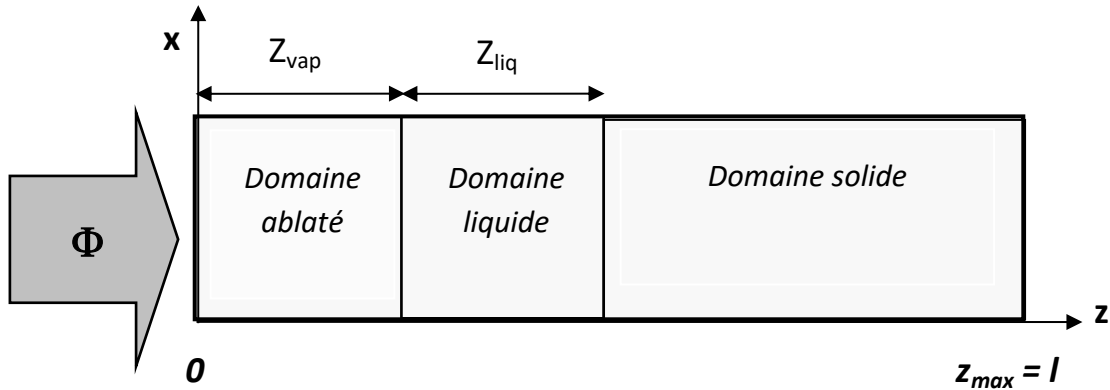 x
Z_vap
Z_liq
Domaine
ablaté
Domaine
liquide
Domaine solide
Φ
z
0
z_max = l